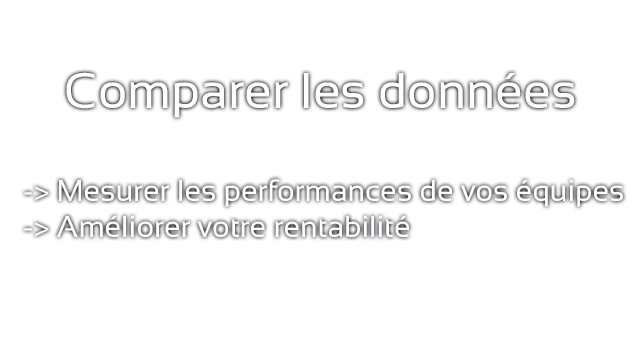 Comparer les données
-> Mesurer les performances de vos équipes
-> Améliorer votre rentabilité